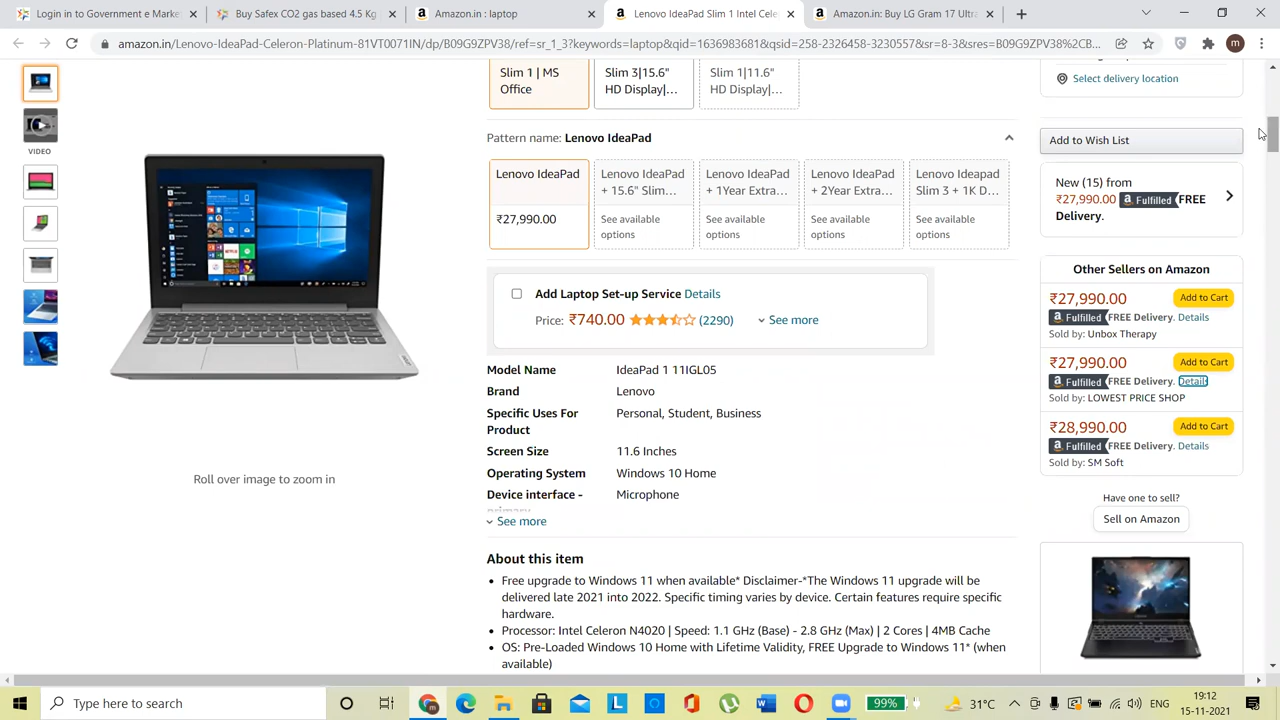 Login in to Government e Market
Buy Safex CO2 gas based 4.5 Kg
Amazon.in : laptop
Lenovo IdeaPad Slim 1 Intel Cele
Amazon.in: Buy LG Gram 17 Ultra
amazon.in/Lenovo-IdeaPad-Celeron-Platinum-81VT0071IN/dp/B09G9ZPV38/ref=sr_1_3?keywords=laptop&qid=1636983681&qsid=258-2326458-3230557&sr=8-3&sres=B09G9ZPV38%2CB...
m
VIDEO
Roll over image to zoom in
Slim 1 | MS
Office
Slim 3|15.6"
HD Display|...
Slim 1|11.6"
HD Display|...
Pattern name: Lenovo IdeaPad
Lenovo IdeaPad
₹27,990.00
Lenovo IdeaPad
+ 15.6" Slim...
See available
options
Lenovo IdeaPad
+ 1Year Extra...
See available
options
Lenovo IdeaPad
+ 2Year Extra...
See available
options
Lenovo Ideapad
Slim 3 + 1K D...
See available
options
Add Laptop Set-up Service Details
Price: ₹740.00 (2290) See more
Model Name IdeaPad 1 11IGL05
Brand Lenovo
Specific Uses For Product Personal, Student, Business
Screen Size 11.6 Inches
Operating System Windows 10 Home
Device interface - primary Microphone
See more
About this item
Free upgrade to Windows 11 when available* Disclaimer-*The Windows 11 upgrade will be
delivered late 2021 into 2022. Specific timing varies by device. Certain features require specific
hardware.
Processor: Intel Celeron N4020 | Speed: 1.1 GHz (Base) - 2.8 GHz (Max) | 2 Cores | 4MB Cache
OS: Pre-Loaded Windows 10 Home with Lifetime Validity, FREE Upgrade to Windows 11* (when
available)
Select delivery location
Add to Wish List
New (15) from
₹27,990.00 Fulfilled FREE
Delivery.
Other Sellers on Amazon
₹27,990.00 Add to Cart
Fulfilled FREE Delivery. Details
Sold by: Unbox Therapy
₹27,990.00 Add to Cart
Fulfilled FREE Delivery. Details
Sold by: LOWEST PRICE SHOP
₹28,990.00 Add to Cart
Fulfilled FREE Delivery. Details
Sold by: SM Soft
Have one to sell?
Sell on Amazon
Type here to search
99%
31°C
ENG
19:12
15-11-2021